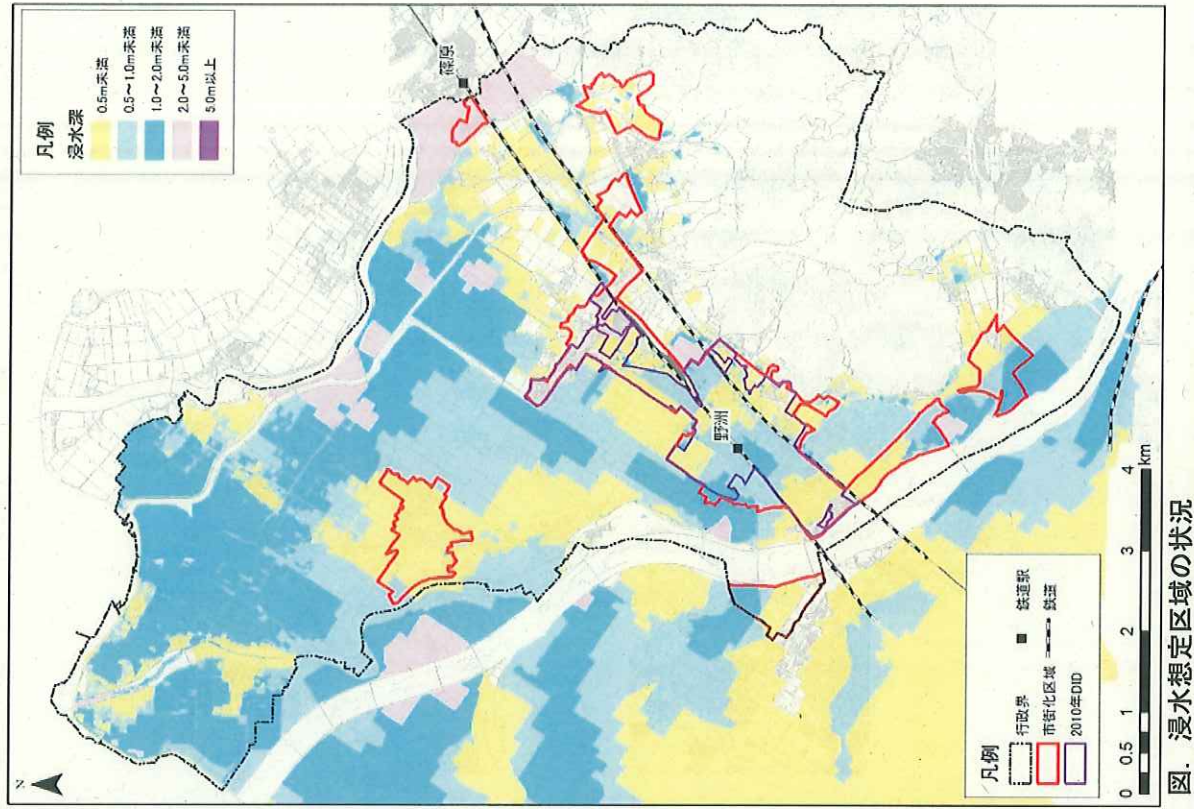 凡例
浸水深
0.5m未満
0.5～1.0m未満
1.0～2.0m未満
2.0～5.0m未満
5.0m以上
篠原
野洲
N
凡例
行政界
市街化区域
2010年DID
鉄道駅
鉄道
0 0.5 1 2 3 4
km
図. 浸水想定区域の状況